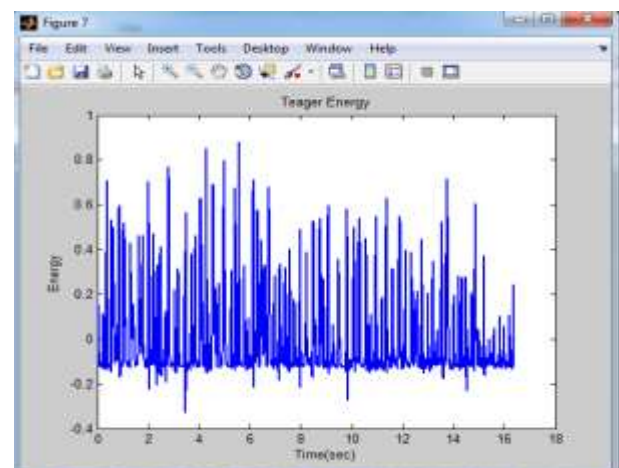 Figure 7
File Edit View Insert Tools Desktop Window Help
Teager Energy
1
0.8
0.6
0.4
0.2
0
-0.2
-0.4
Energy
0 2 4 6 8 10 12 14 16 18
Time(sec)